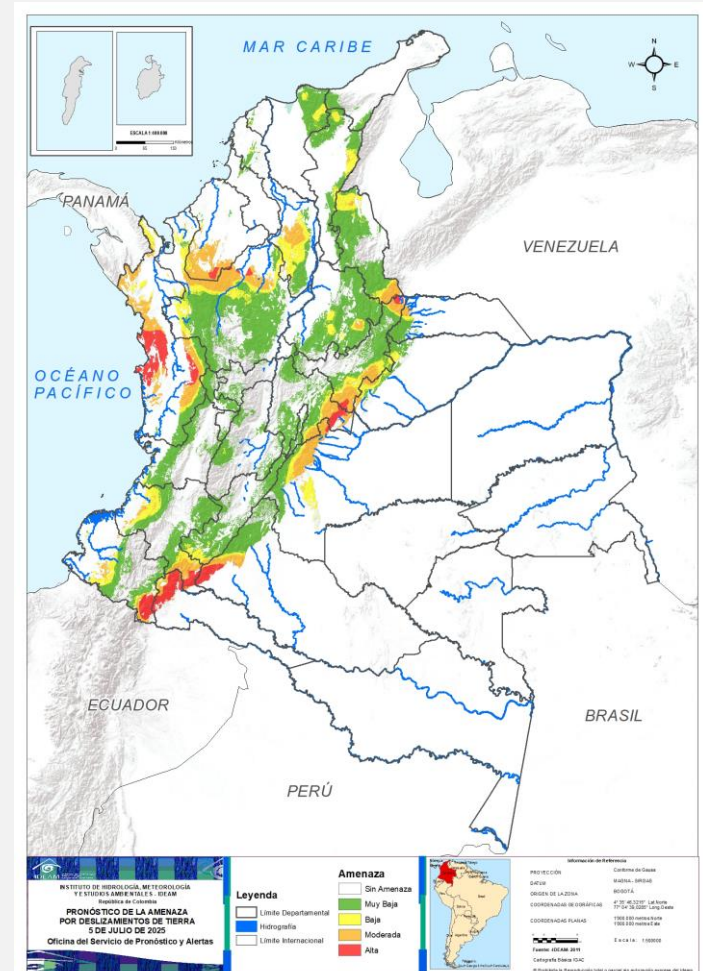 MAR CARIBE
N
W
E
S
ESCALA 1:600.000
PANAMÁ
VENEZUELA
OCÉANO
PACÍFICO
ECUADOR
BRASIL
PERÚ
IDEAM
INSTITUTO DE HIDROLOGÍA, METEOROLOGÍA
Y ESTUDIOS AMBIENTALES - IDEAM
República de Colombia
PRONÓSTICO DE LA AMENAZA
POR DESLIZAMIENTOS DE TIERRA
5 DE JULIO DE 2025
Oficina del Servicio de Pronóstico y Alertas
Leyenda
Límite Departamental
Hidrografía
Límite Internacional
Amenaza
Sin Amenaza
Muy Baja
Baja
Moderada
Alta
Información de Referencia
PROYECCIÓN
Conforme de Gauss
DATUM
MAGNA - SIRGAS
ORIGEN DE LA ZONA
BOGOTÁ
COORDENADAS GEOGRÁFICAS
COORDENADAS PLANAS
Fuente: IDEAM 2011
Cartografía Básica IGAC